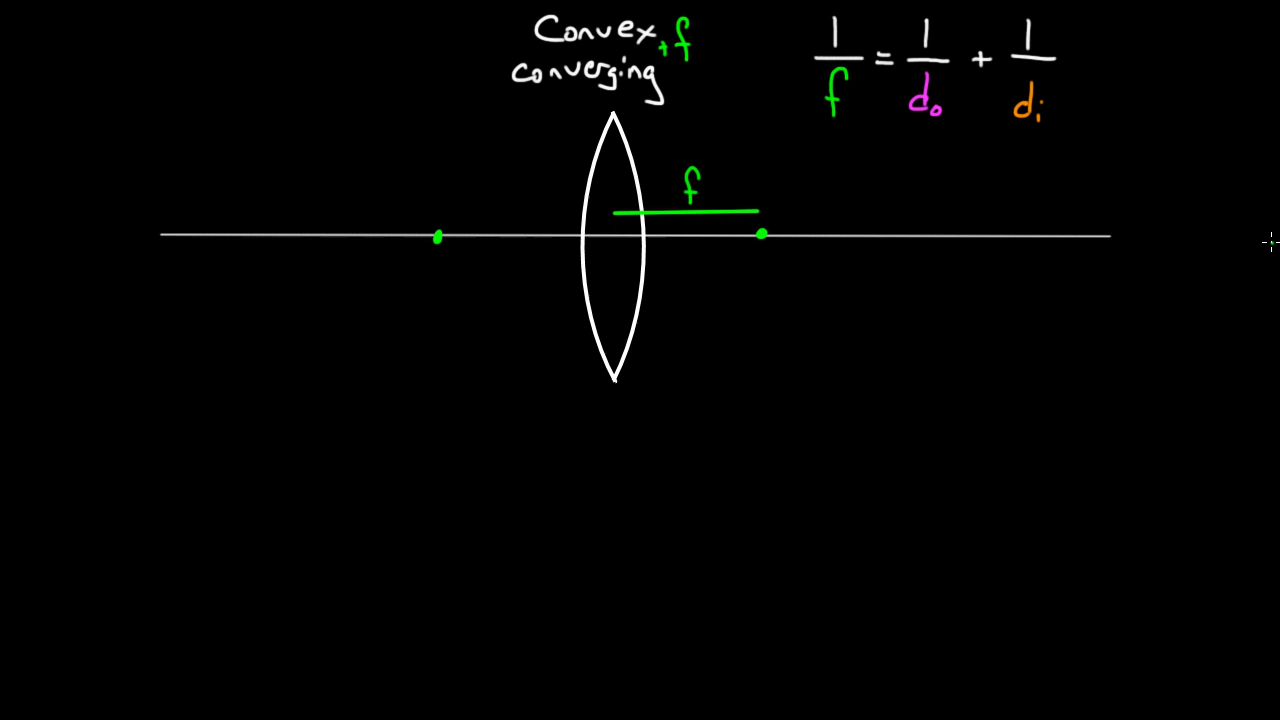 Convex +f
converging
1/f = 1/do + 1/di
f